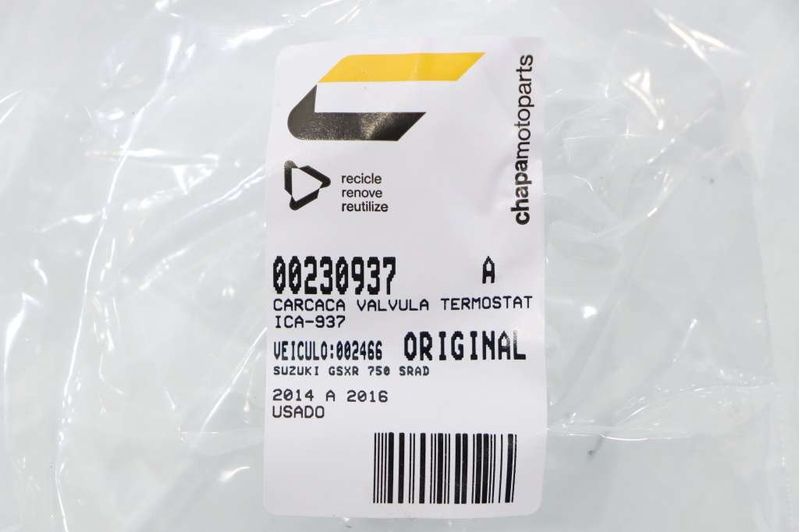 chapamotoparts
recicle
renove
reutilize
00230937 A
CARCACA VALVULA TERMOSTAT
ICA-937
VEICULO:002466 ORIGINAL
SUZUKI GSXR 750 SRAD
2014 A 2016
USADO